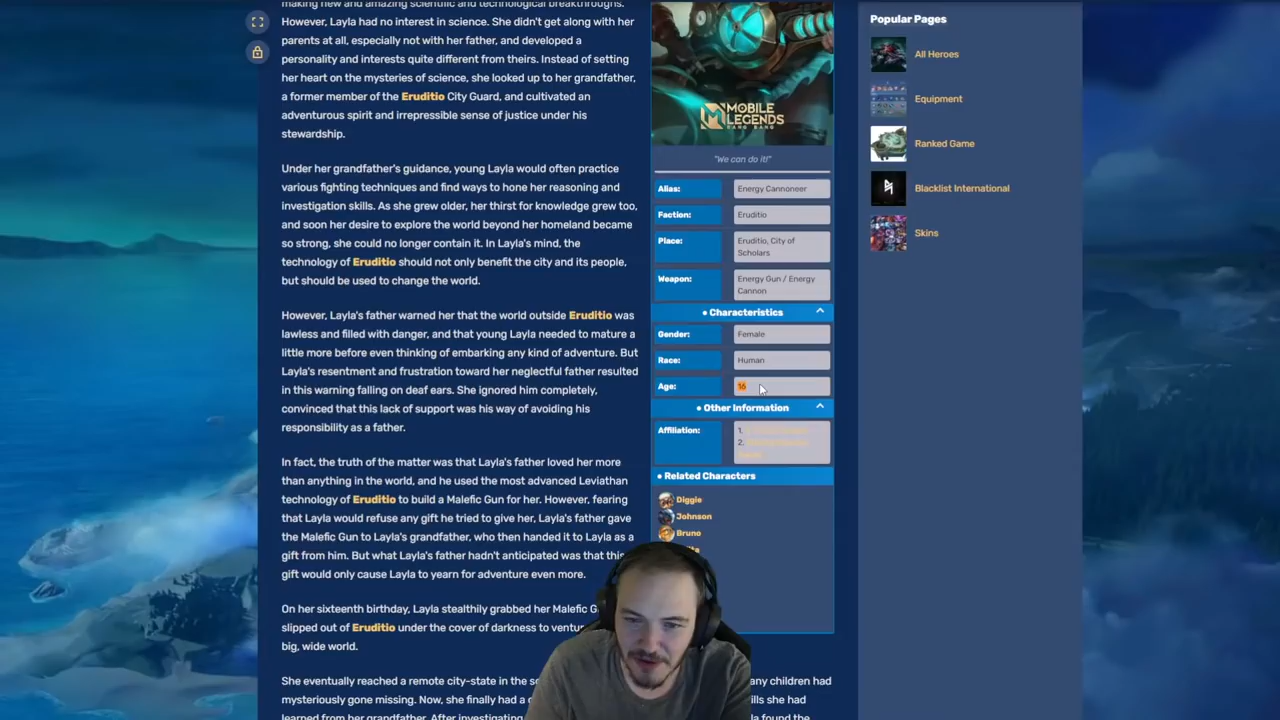 making new and amazing scientific and technological breakthroughs.
However, Layla had no interest in science. She didn't get along with her
parents at all, especially not with her father, and developed a
personality and interests quite different from theirs. Instead of setting
her heart on the mysteries of science, she looked up to her grandfather,
a former member of the Eruditio City Guard, and cultivated an
adventurous spirit and irrepressible sense of justice under his
stewardship.
Under her grandfather's guidance, young Layla would often practice
various fighting techniques and find ways to hone her reasoning and
investigation skills. As she grew older, her thirst for knowledge grew too,
and soon her desire to explore the world beyond her homeland became
so strong, she could no longer contain it. In Layla's mind, the
technology of Eruditio should not only benefit the city and its people,
but should be used to change the world.
However, Layla's father warned her that the world outside Eruditio was
lawless and filled with danger, and that young Layla needed to mature a
little more before even thinking of embarking any kind of adventure. But
Layla's resentment and frustration toward her neglectful father resulted
in this warning falling on deaf ears. She ignored him completely,
convinced that this lack of support was his way of avoiding his
responsibility as a father.
In fact, the truth of the matter was that Layla's father loved her more
than anything in the world, and he used the most advanced Leviathan
technology of Eruditio to build a Malefic Gun for her. However, fearing
that Layla would refuse any gift he tried to give her, Layla's father gave
the Malefic Gun to Layla's grandfather, who then handed it to Layla as a
gift from him. But what Layla's father hadn't anticipated was that this
gift would only cause Layla to yearn for adventure even more.
On her sixteenth birthday, Layla stealthily grabbed her Malefic
slipped out of Eruditio under the cover of darkness to
big, wide world.
She eventually reached a remote city-state in the any children had
mysteriously gone missing. Now, she finally had a lls she had
learned from her grandfather. After investigating la found the
MOBILE
LEGENDS
BANG BANG
"We can do it!"
Alias: Energy Cannoneer
Faction: Eruditio
Place: Eruditio, City of
Scholars
Weapon: Energy Gun / Energy
Cannon
• Characteristics
Gender: Female
Race: Human
Age: 16
• Other Information
Affiliation: 1.
2.
• Related Characters
Diggie
Johnson
Bruno
Popular Pages
All Heroes
Equipment
Ranked Game
Blacklist International
Skins